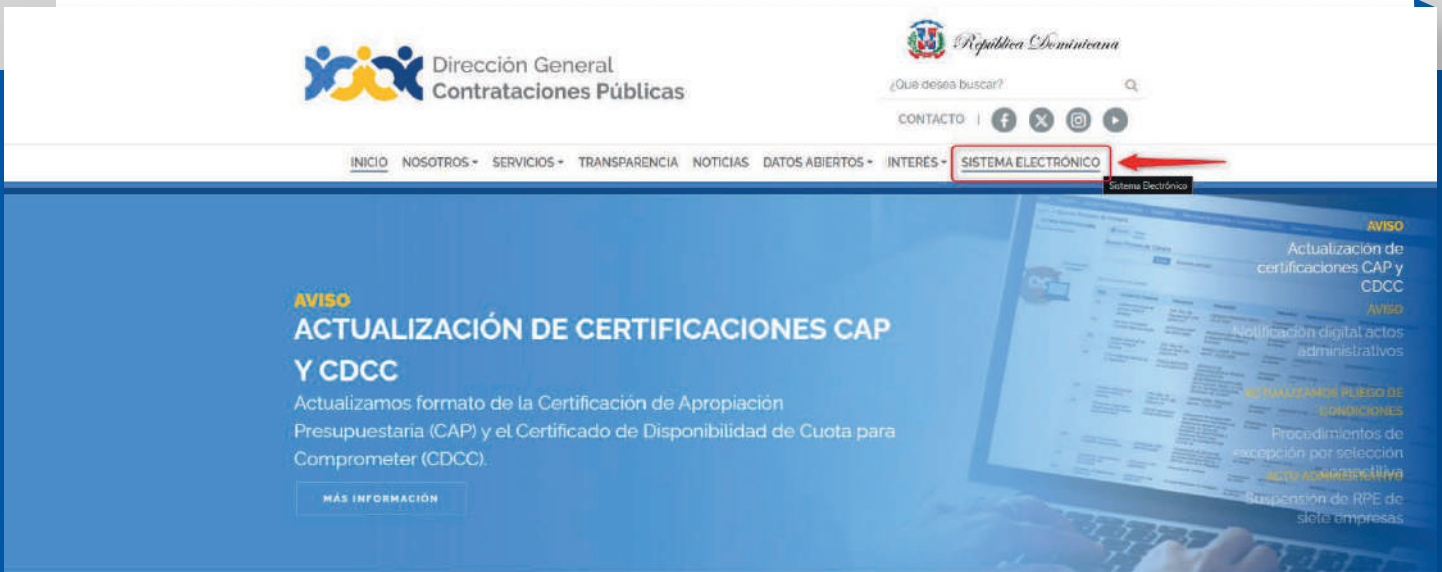 República Dominicana
Dirección General
Contrataciones Públicas
¿Que desea buscar?
CONTACTO |
INICIO NOSOTROS SERVICIOS TRANSPARENCIA NOTICIAS DATOS ABIERTOS INTERÉS SISTEMA ELECTRÓNICO
Sistema Electrónico
AVISO
ACTUALIZACIÓN DE CERTIFICACIONES CAP
Y CDCC
Actualizamos formato de la Certificación de Apropiación
Presupuestaria (CAP) y el Certificado de Disponibilidad de Cuota para
Comprometer (CDCC).
MÁS INFORMACIÓN
AVISO
Actualización de
certificaciones CAP y
CDCC
AVISO
Notificación digital actos
administrativos
ACTUALIZAMOS PLIEGO DE
CONDICIONES
Procedimientos de
excepción por selección
ACTO ADMINISTRATIVO
Suspensión de RPE de
siete empresas